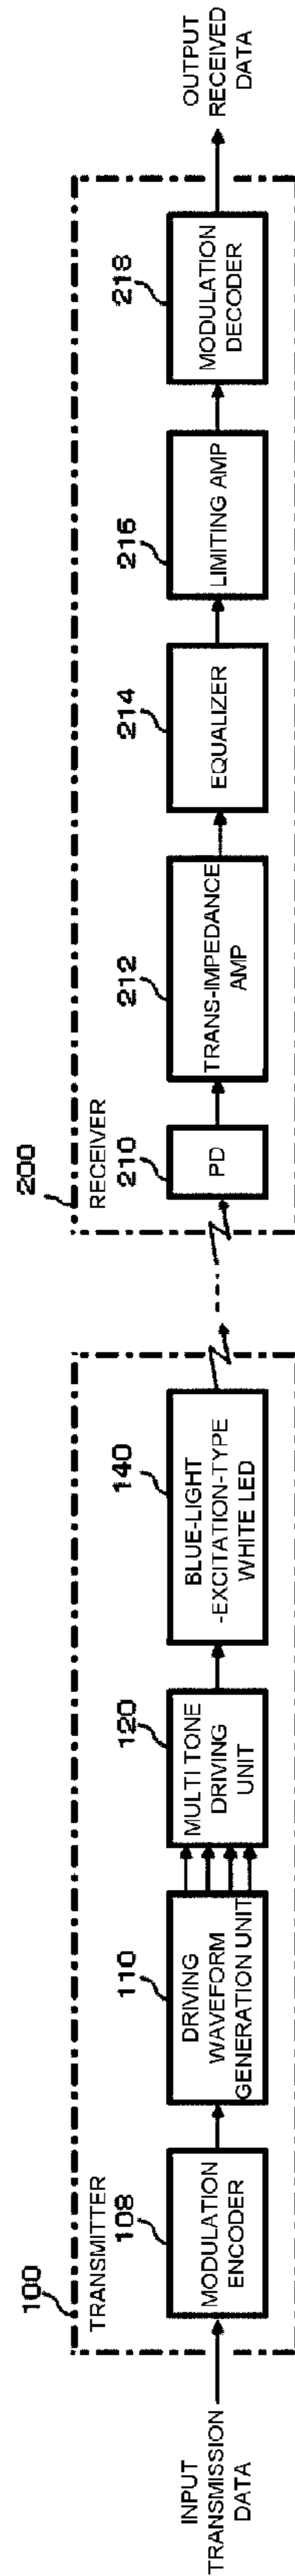 INPUT
TRANSMISSION
DATA
100
TRANSMITTER
108
MODULATION
ENCODER
110
DRIVING
WAVEFORM
GENERATION UNIT
120
MULTI TONE
DRIVING
UNIT
140
BLUE-LIGHT
-EXCITATION-TYPE
WHITE LED
200
RECEIVER
210
PD
212
TRANS-IMPEDANCE
AMP
214
EQUALIZER
216
LIMITING AMP
218
MODULATION
DECODER
OUTPUT
RECEIVED
DATA